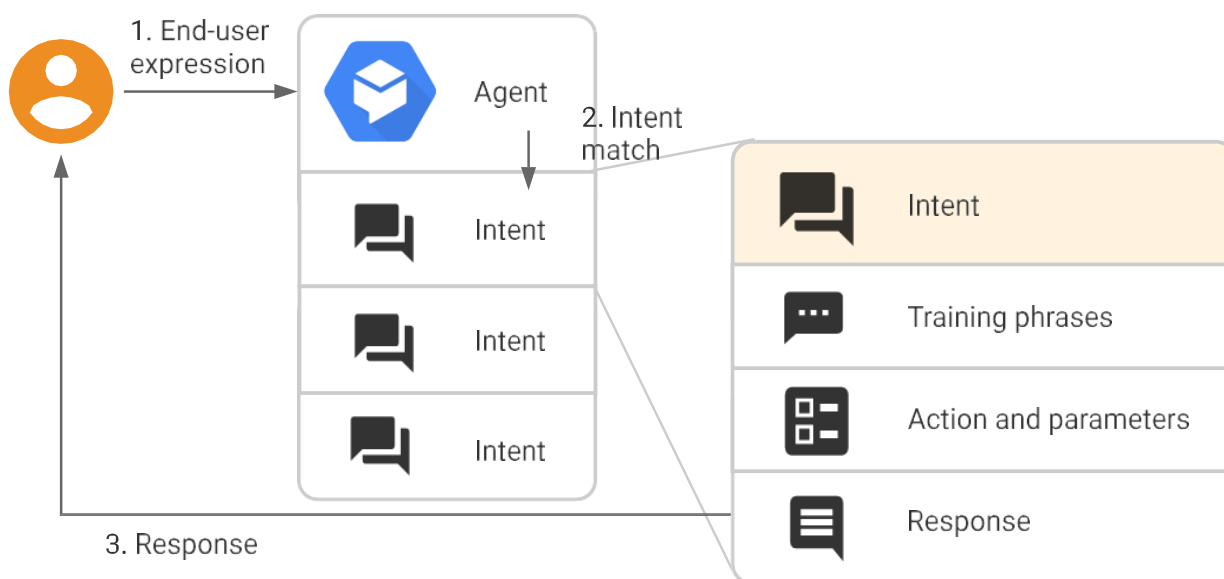 1. End-user
expression
Agent
2. Intent
match
Intent
Intent
Intent
Intent
Training phrases
Action and parameters
Response
3. Response